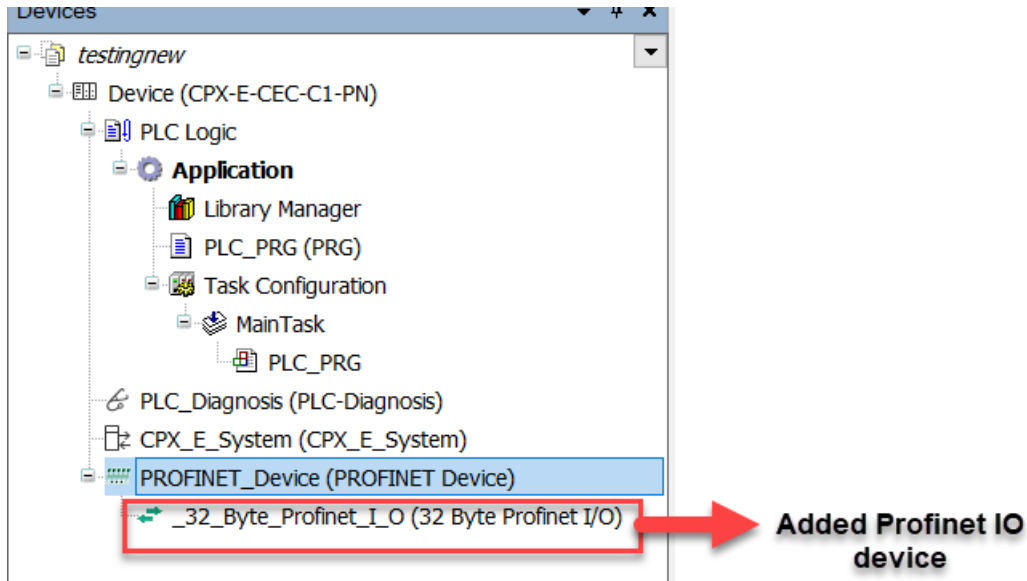 Devices
testingnew
Device (CPX-E-CEC-C1-PN)
PLC Logic
Application
Library Manager
PLC_PRG (PRG)
Task Configuration
MainTask
PLC_PRG
PLC_Diagnosis (PLC-Diagnosis)
CPX_E_System (CPX_E_System)
PROFINET_Device (PROFINET Device)
_32_Byte_Profinet_I_O (32 Byte Profinet I/O)
Added Profinet IO
device